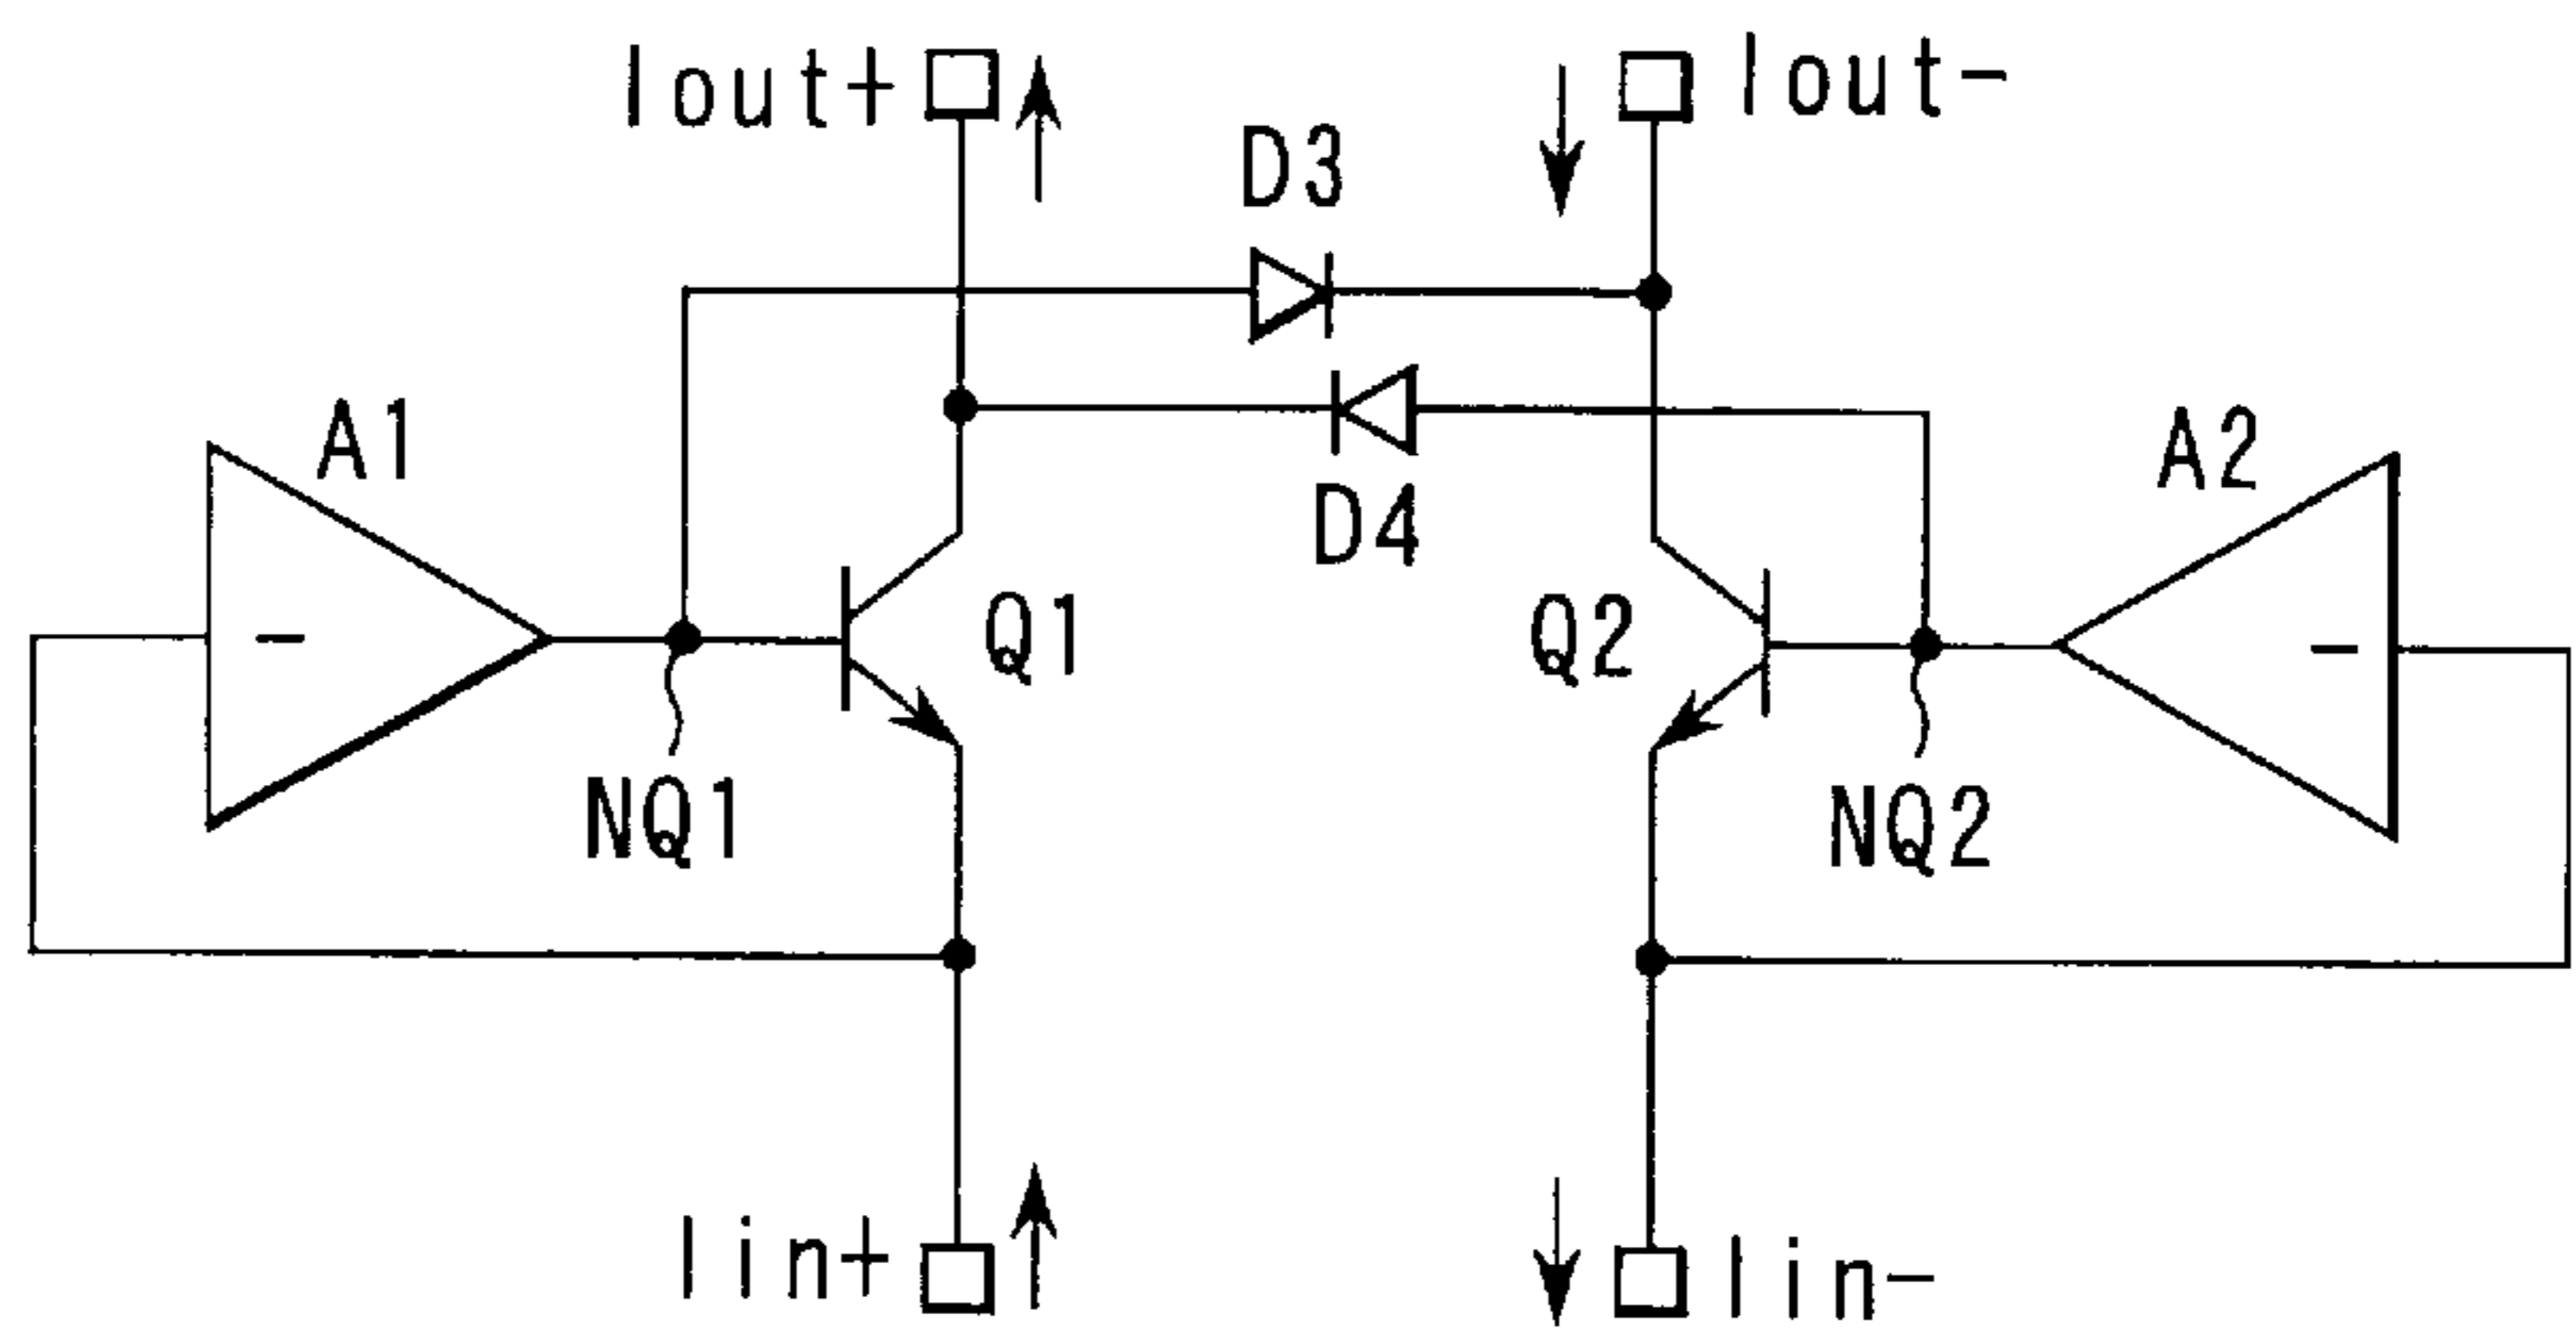 Iout+
Iout-
D3
A1
A2
D4
Q1
Q2
-
-
NQ1
NQ2
Iin+
Iin-